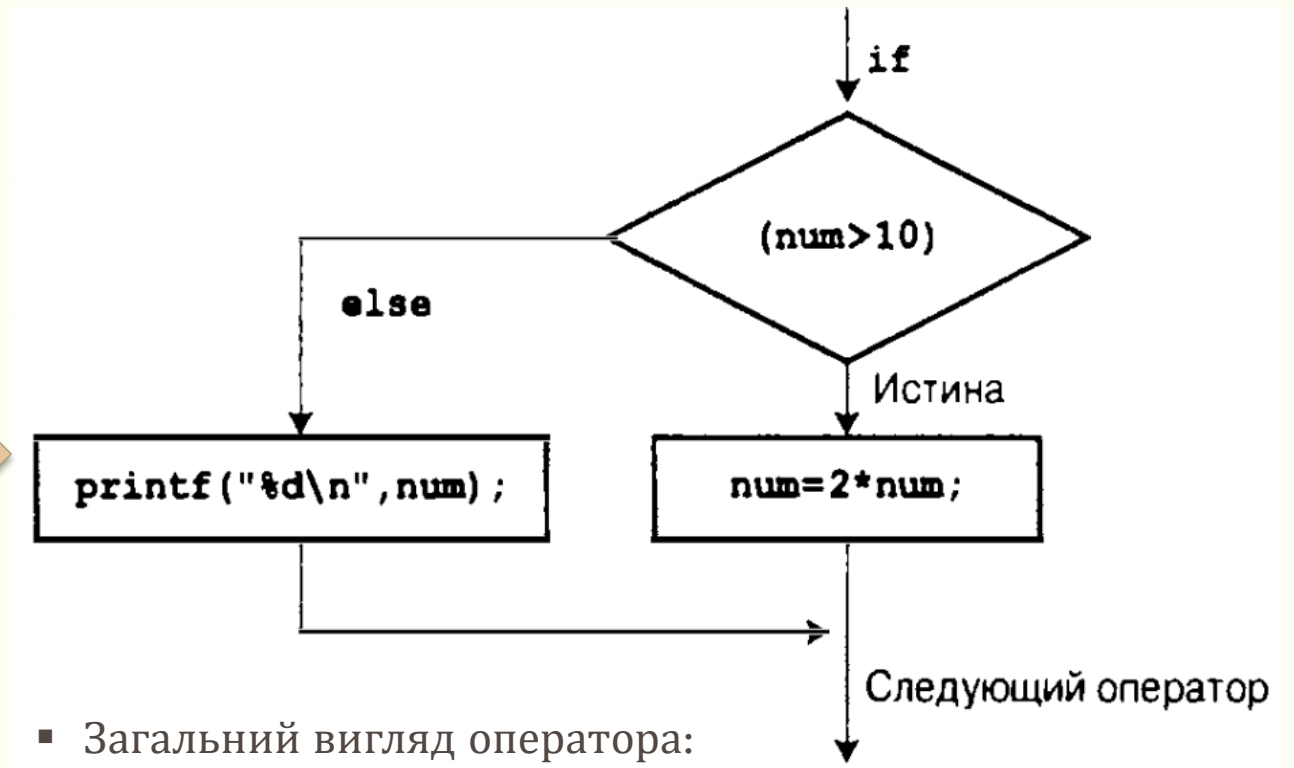 if
(num>10)
else
Истина
printf("%d\n",num);
num=2*num;
Следующий оператор
▪ Загальний вигляд оператора: